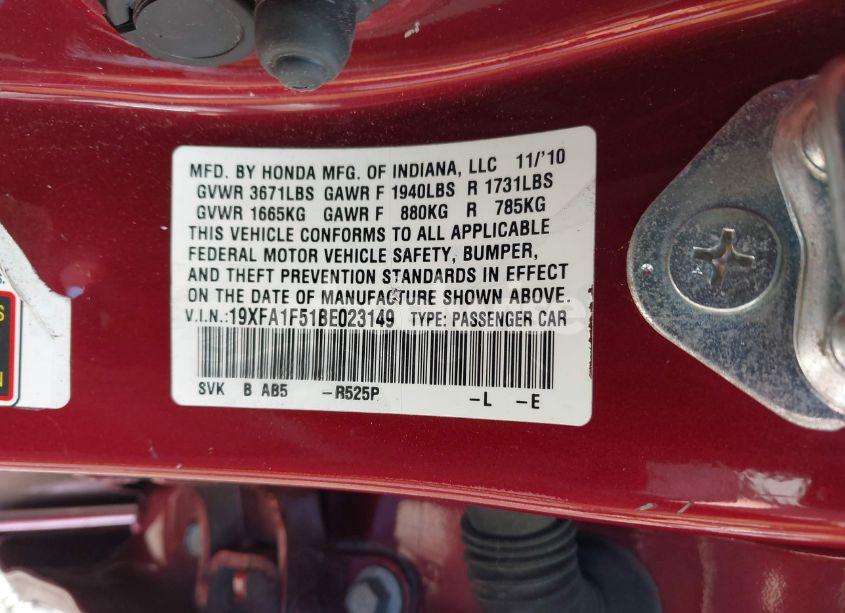 MFD. BY HONDA MFG. OF INDIANA, LLC 11/'10
GVWR 3671LBS GAWR F 1940LBS R 1731LBS
GVWR 1665KG GAWR F 880KG R 785KG
THIS VEHICLE CONFORMS TO ALL APPLICABLE
FEDERAL MOTOR VEHICLE SAFETY, BUMPER,
AND THEFT PREVENTION STANDARDS IN EFFECT
ON THE DATE OF MANUFACTURE SHOWN ABOVE.
V.I.N.:19XFA1F51BE023149 TYPE: PASSENGER CAR
SVK B AB5 -R525P -L -E